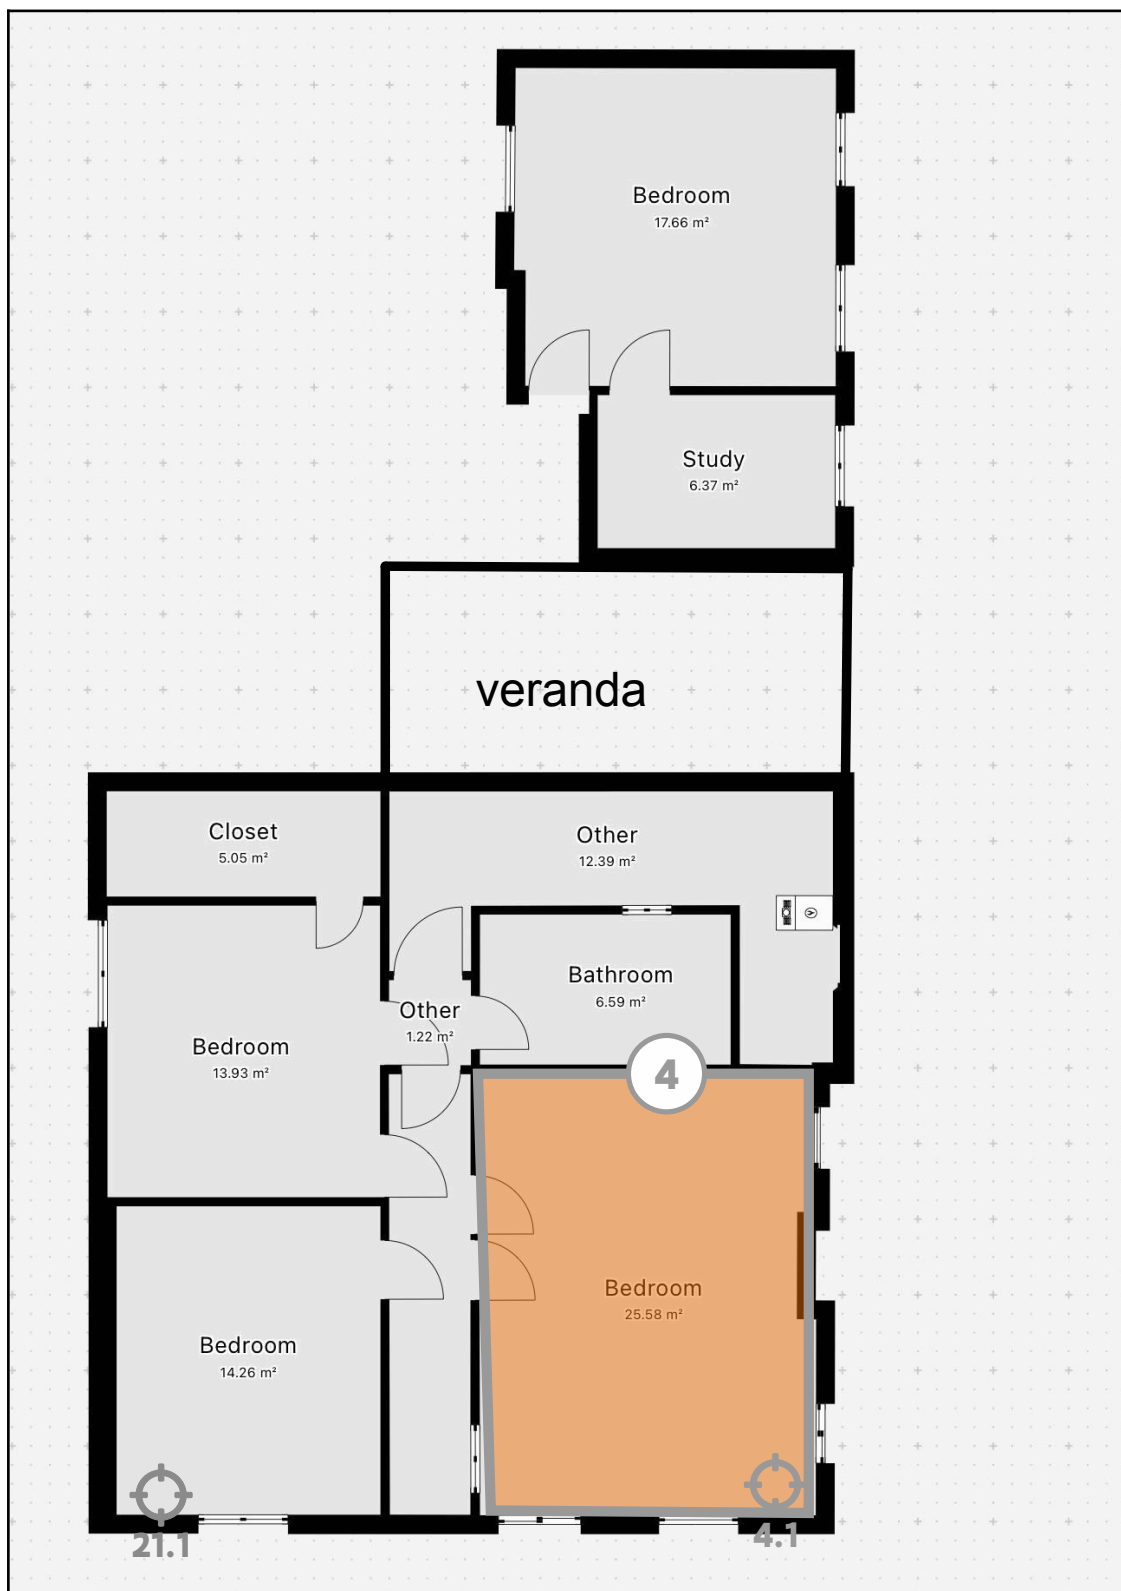 Bedroom
17.66 m²
Study
6.37 m²
veranda
Closet
5.05 m²
Other
12.39 m²
Bathroom
6.59 m²
Other
1.22 m²
Bedroom
13.93 m²
4
Bedroom
25.58 m²
Bedroom
14.26 m²
21.1
4.1